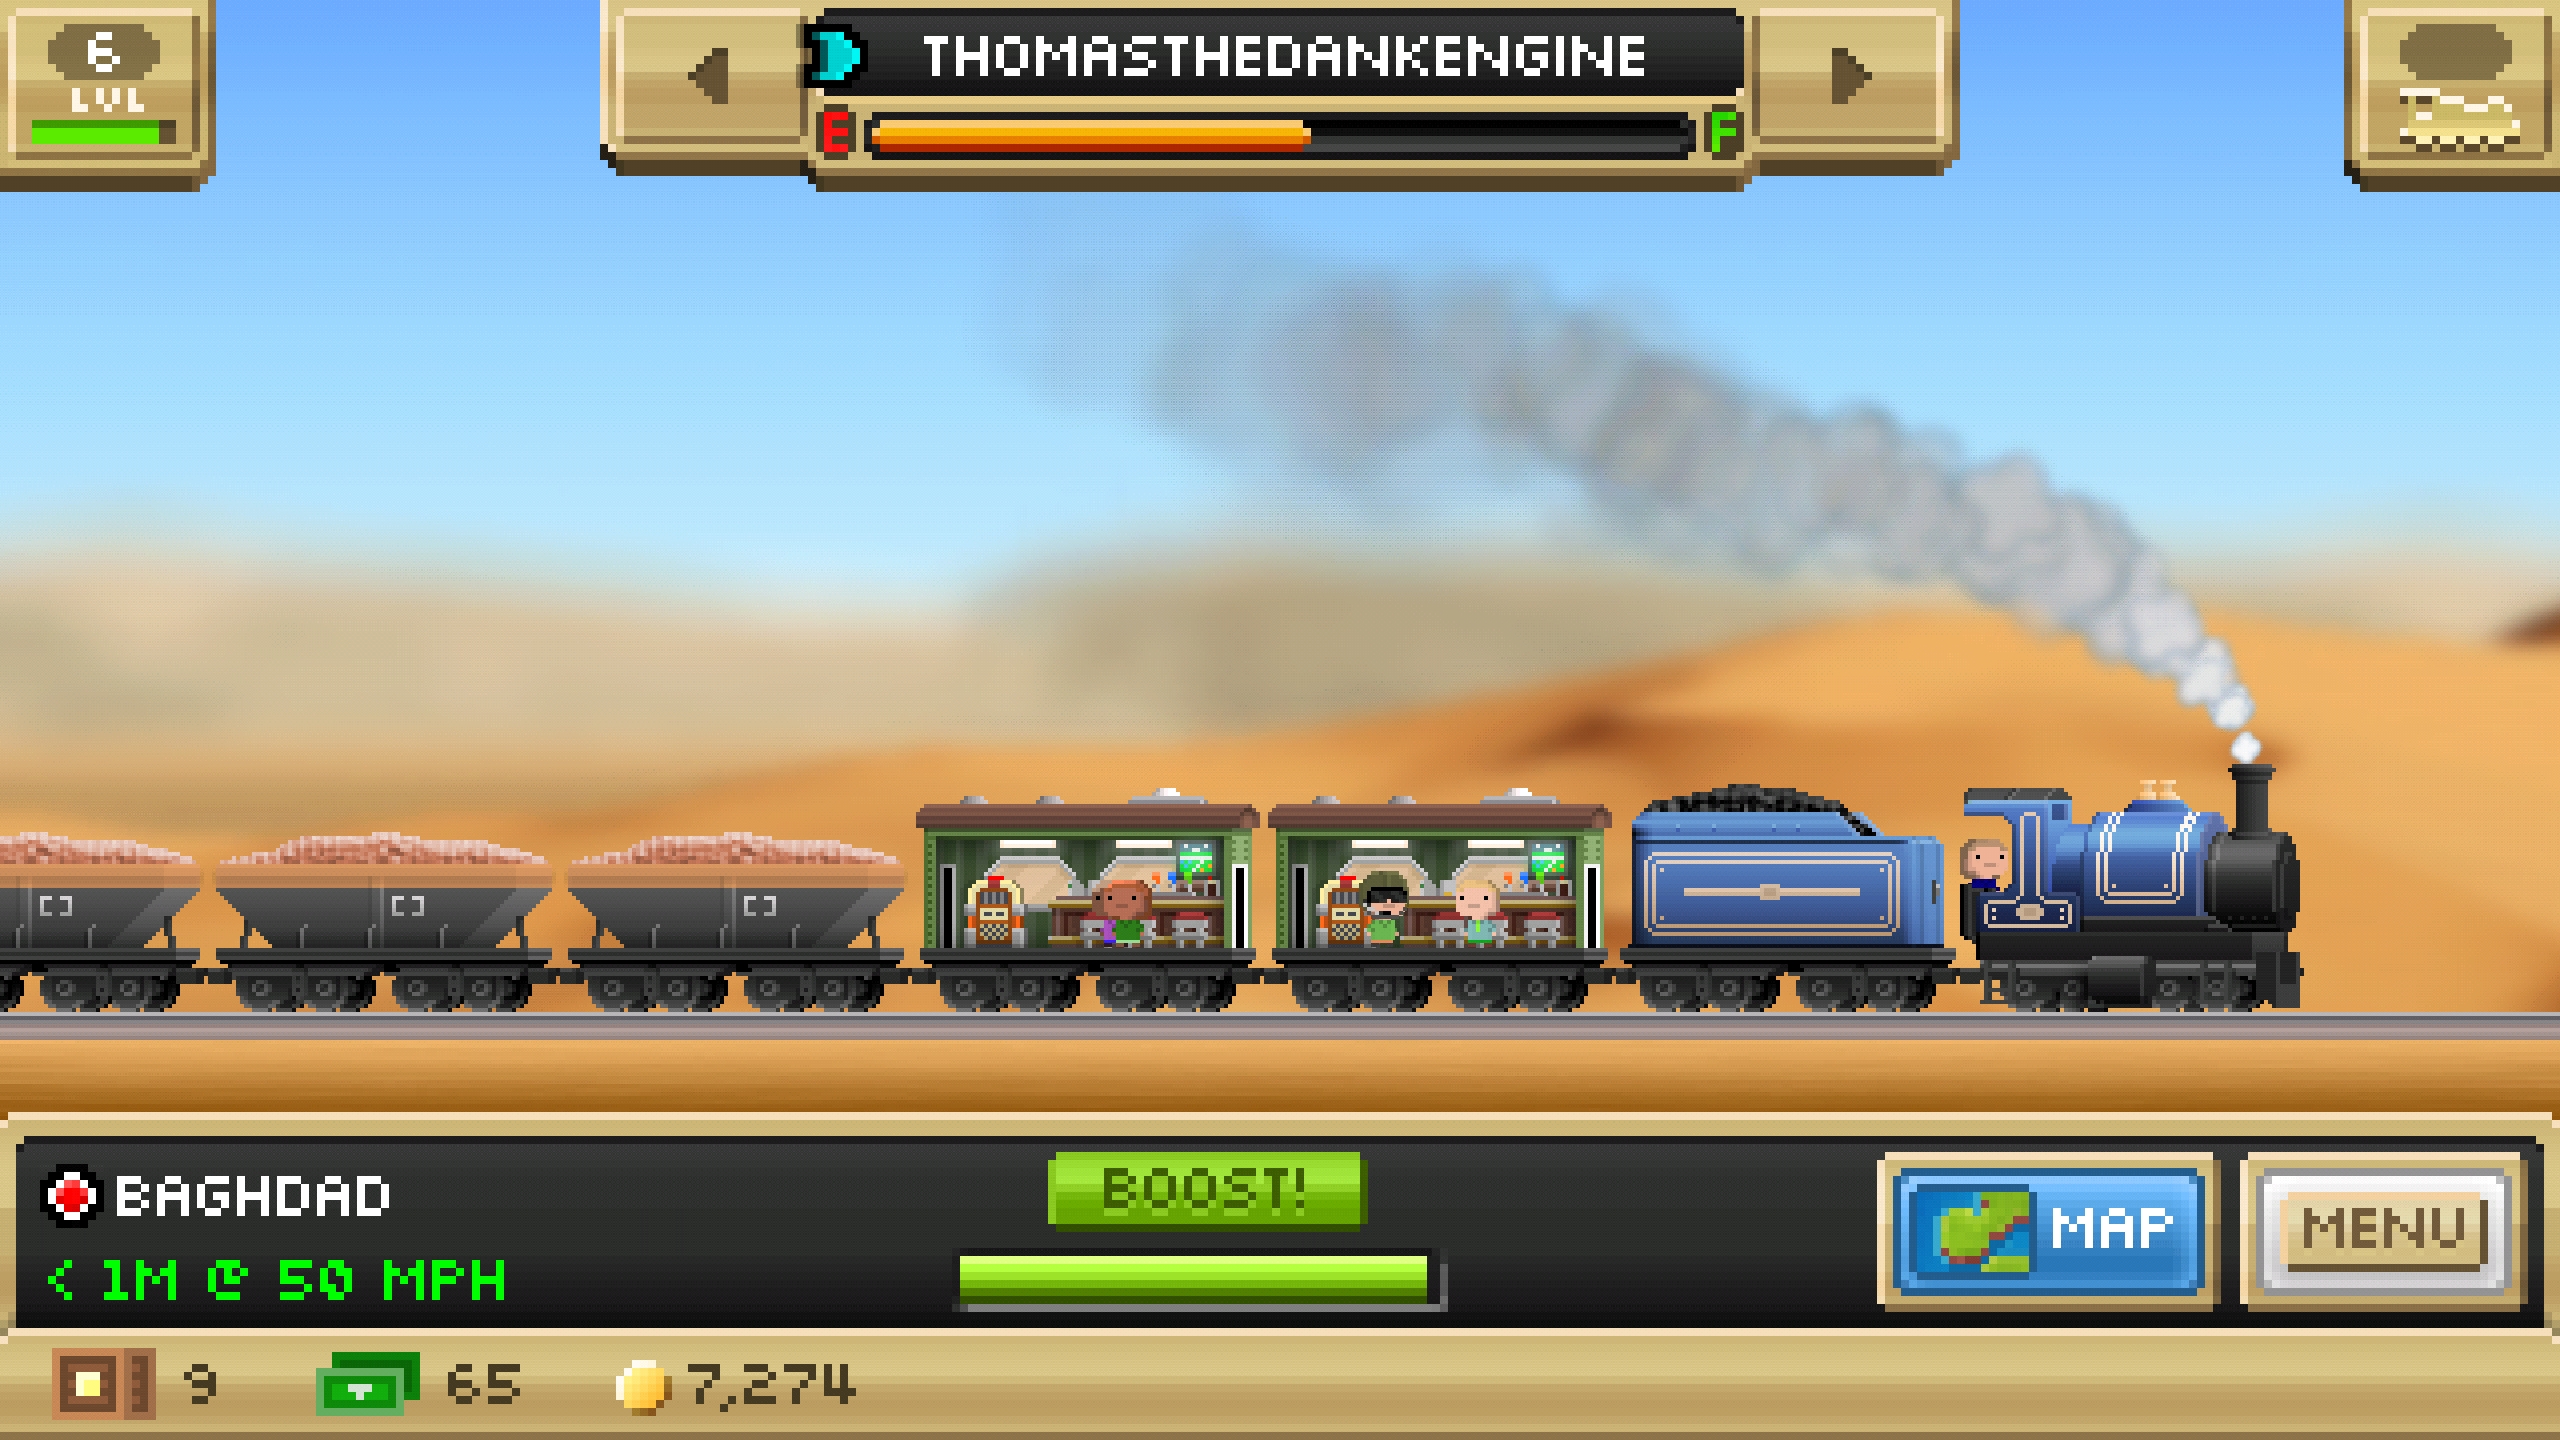 6
LVL
THOMASTHEDANKENGINE
E F
BAGHDAD
< 1M @ 50 MPH
BOOST!
MAP
MENU
9 65 7,274